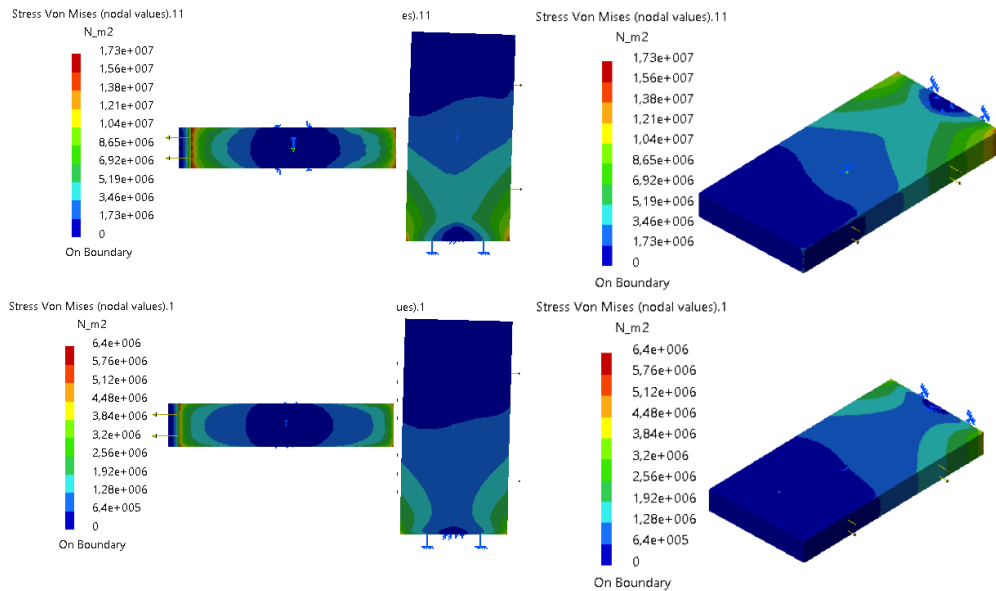 Stress Von Mises (nodal values).11
N_m2
1,73e+007
1,56e+007
1,38e+007
1,21e+007
1,04e+007
8,65e+006
6,92e+006
5,19e+006
3,46e+006
1,73e+006
0
On Boundary
es).11
Stress Von Mises (nodal values).11
N_m2
1,73e+007
1,56e+007
1,38e+007
1,21e+007
1,04e+007
8,65e+006
6,92e+006
5,19e+006
3,46e+006
1,73e+006
0
On Boundary
Stress Von Mises (nodal values).1
N_m2
6,4e+006
5,76e+006
5,12e+006
4,48e+006
3,84e+006
3,2e+006
2,56e+006
1,92e+006
1,28e+006
6,4e+005
0
On Boundary
ues).1
Stress Von Mises (nodal values).1
N_m2
6,4e+006
5,76e+006
5,12e+006
4,48e+006
3,84e+006
3,2e+006
2,56e+006
1,92e+006
1,28e+006
6,4e+005
0
On Boundary